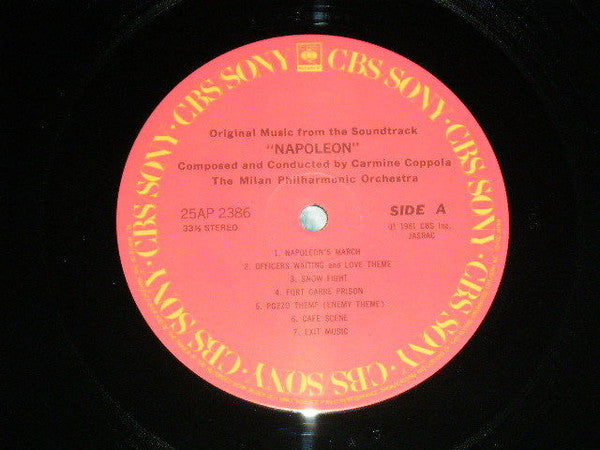 CBS SONY · CBS SONY · CBS SONY · CBS SONY · CBS SONY · CBS SONY
Original Music from the Soundtrack
"NAPOLEON"
Composed and Conducted by Carmine Coppola
The Milan Philharmonic Orchestra
25AP 2386
33⅓ STEREO
SIDE A
℗ 1981 CBS Inc.
JASRAC
1. NAPOLEON'S MARCH
2. OFFICERS WAITING and LOVE THEME
3. SNOW FIGHT
4. FORT CARRE PRISON
5. POZZO THEME (ENEMY THEME)
6. CAFE SCENE
7. EXIT MUSIC